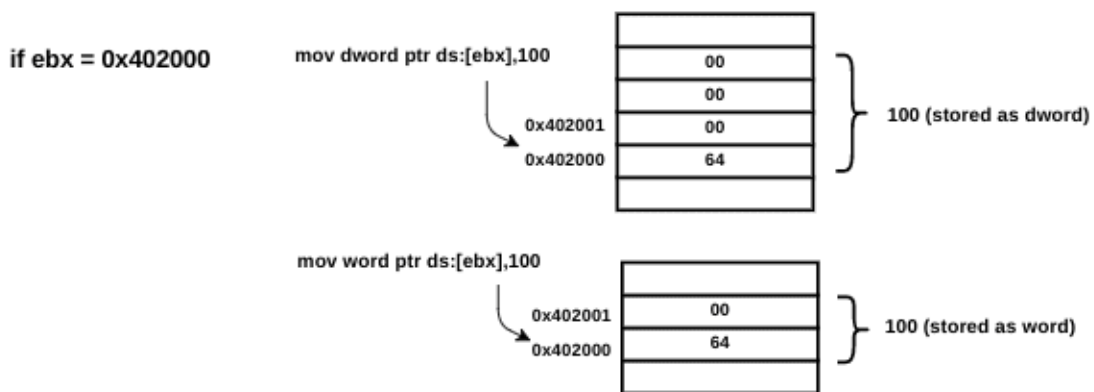 if ebx = 0x402000
mov dword ptr ds:[ebx],100
00
00
0x402001 00
0x402000 64
100 (stored as dword)
mov word ptr ds:[ebx],100
0x402001 00
0x402000 64
100 (stored as word)